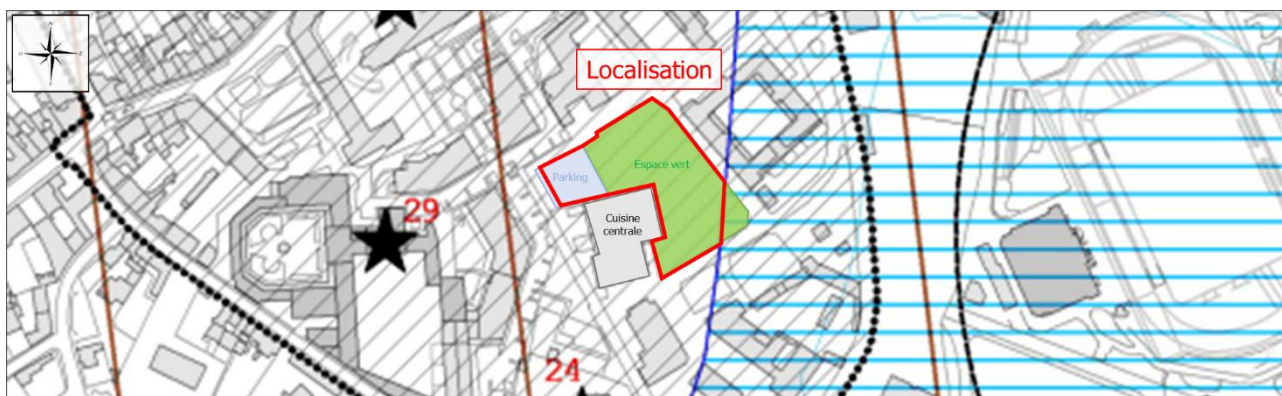 N
O
E
S
Localisation
Espace vert
Parking
Cuisine
centrale
29
24